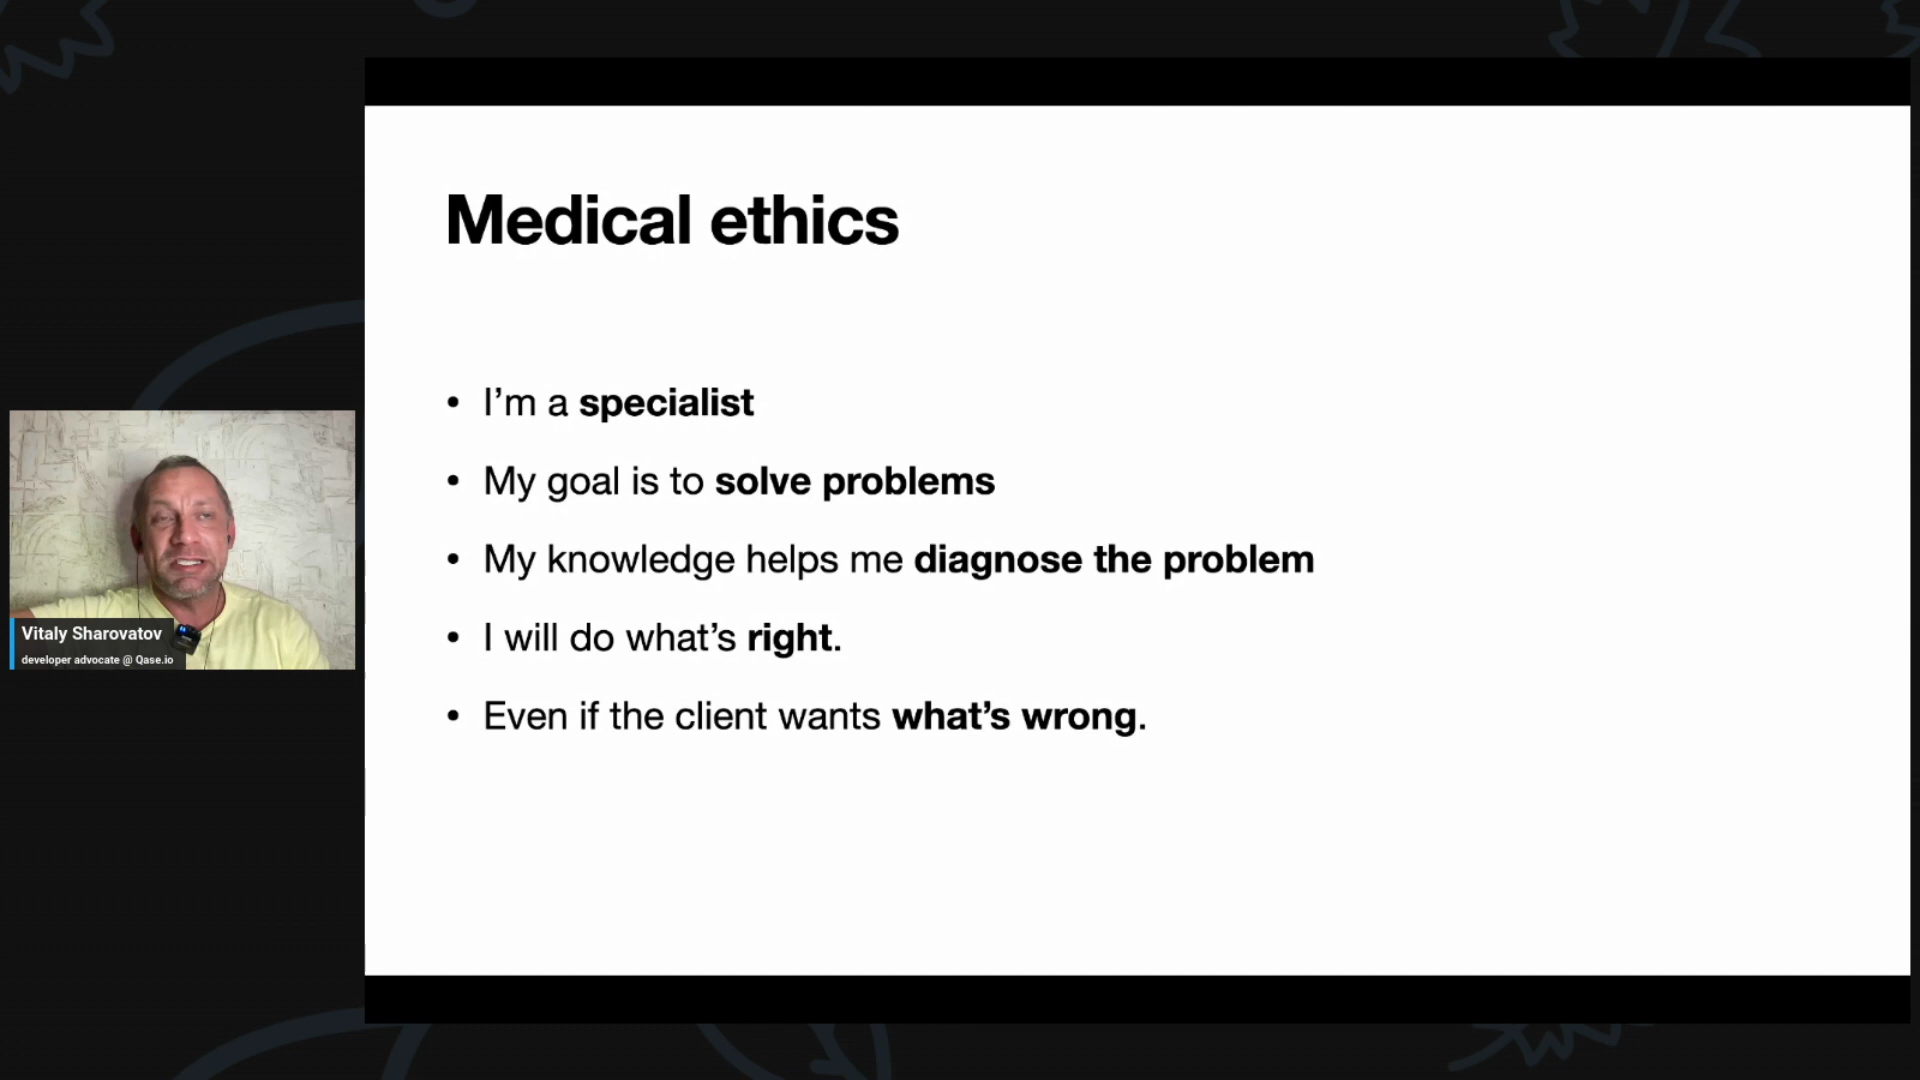 Medical ethics
• I’m a specialist
• My goal is to solve problems
• My knowledge helps me diagnose the problem
• I will do what’s right.
• Even if the client wants what’s wrong.
Vitaly Sharovatov
developer advocate @ Qase.io